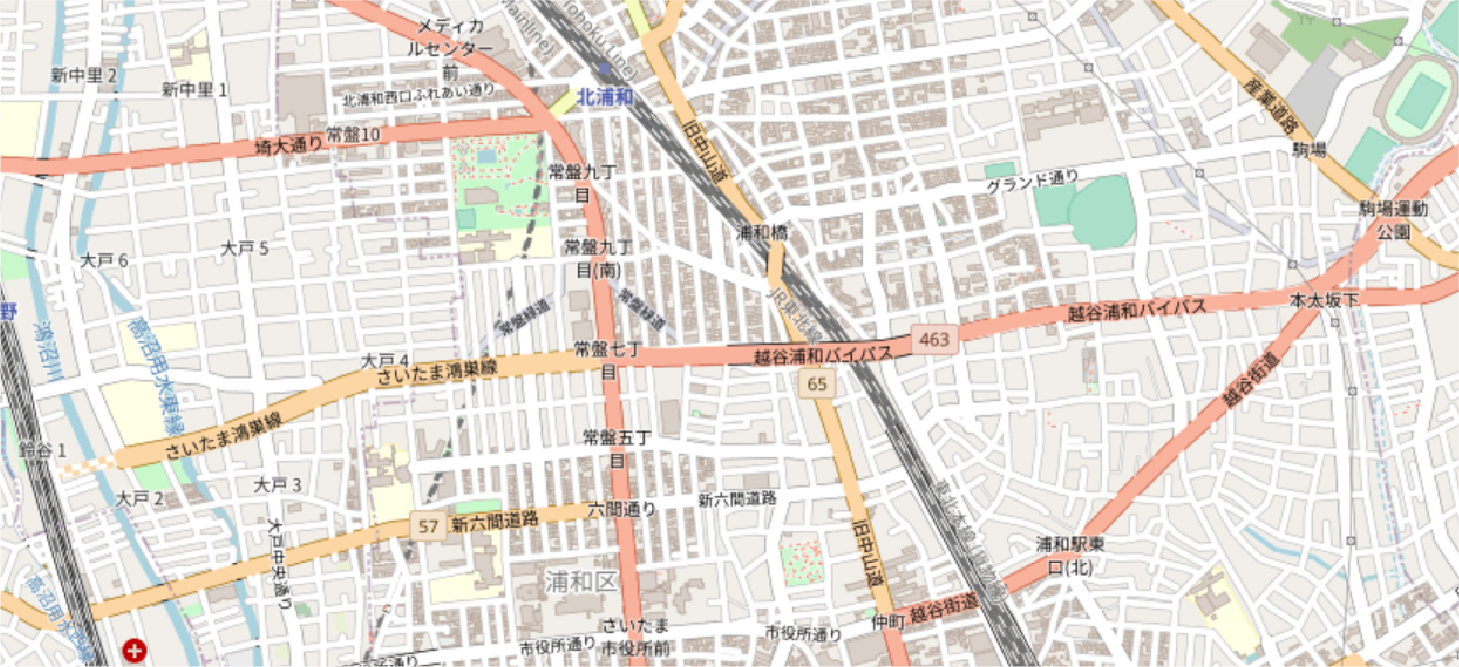 メディカ
ルセンター
前
Tohoku Line)
新中里 2
新中里 1
北浦和西口ふれあい通り
北浦和
産業道路
埼大通り
常盤10
旧中山道
駒場
常盤九丁
目
グランド通り
駒場運動
公園
浦和橋
大戸 5
大戸 6
常盤九丁
目(南)
常盤緑道
常盤緑道
野
本太坂下
越谷浦和バイパス
463
越谷浦和バイパス
常盤七丁
目
大戸 4
さいたま鴻巣線
さいたま鴻巣線
65
越谷街道
鈴谷 1
常盤五丁
目
大戸 3
大戸 2
六間通り
新六間道路
57
新六間道路
大戸中央通り
旧中山道
浦和駅東
口(北)
浦和区
越谷街道
仲町
さいたま
市役所前
市役所通り
市役所通り